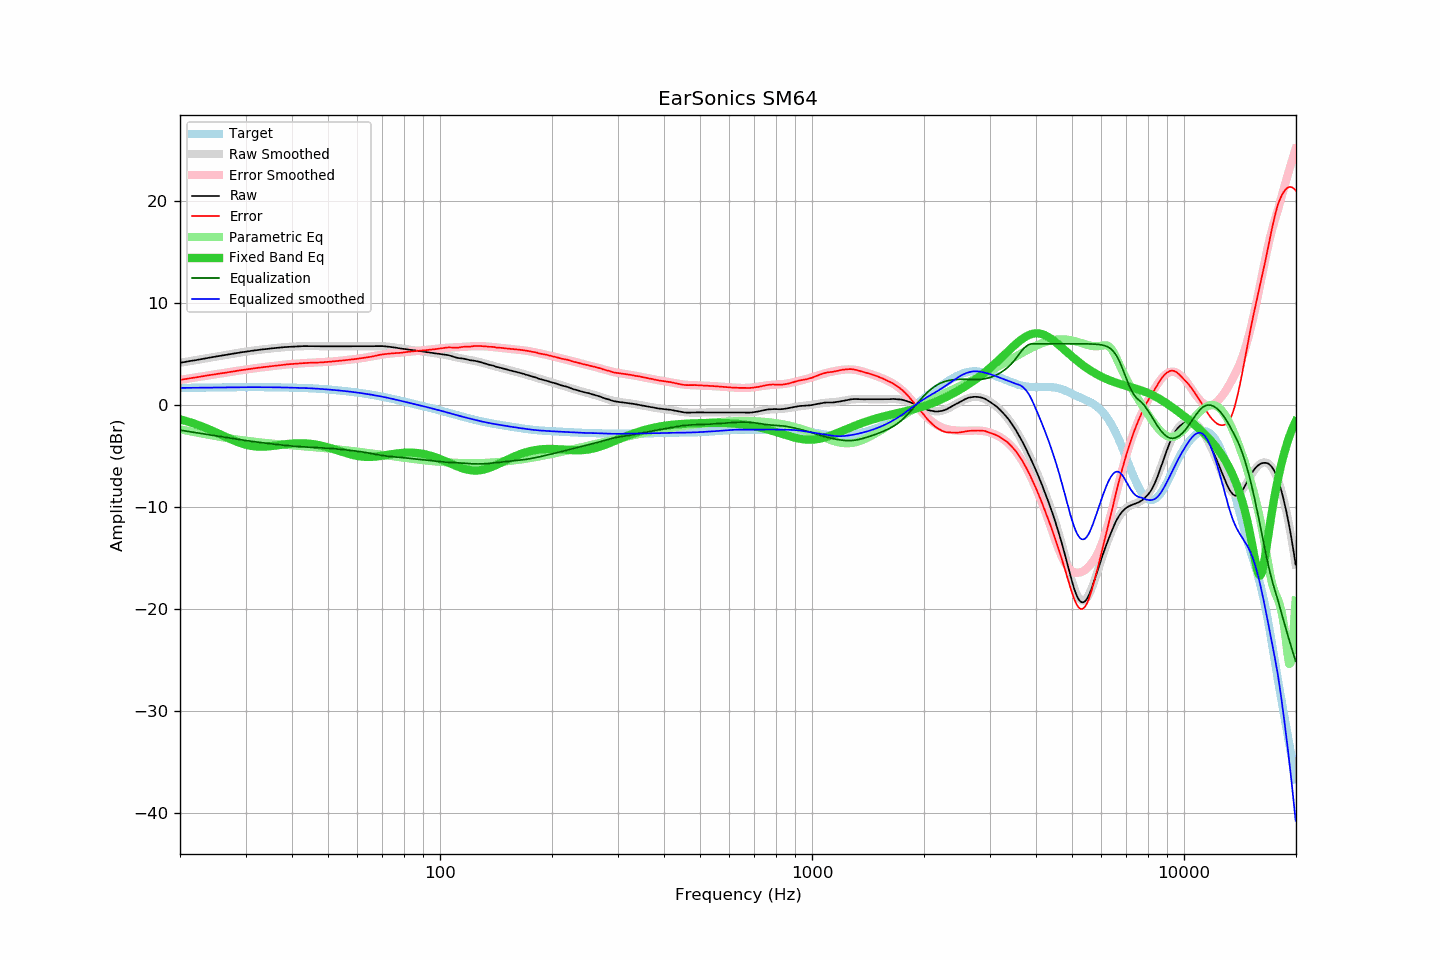 EarSonics SM64
Target
Raw Smoothed
Error Smoothed
Raw
Error
Parametric Eq
Fixed Band Eq
Equalization
Equalized smoothed
20
10
0
−10
−20
−30
−40
Amplitude (dBr)
100
1000
10000
Frequency (Hz)